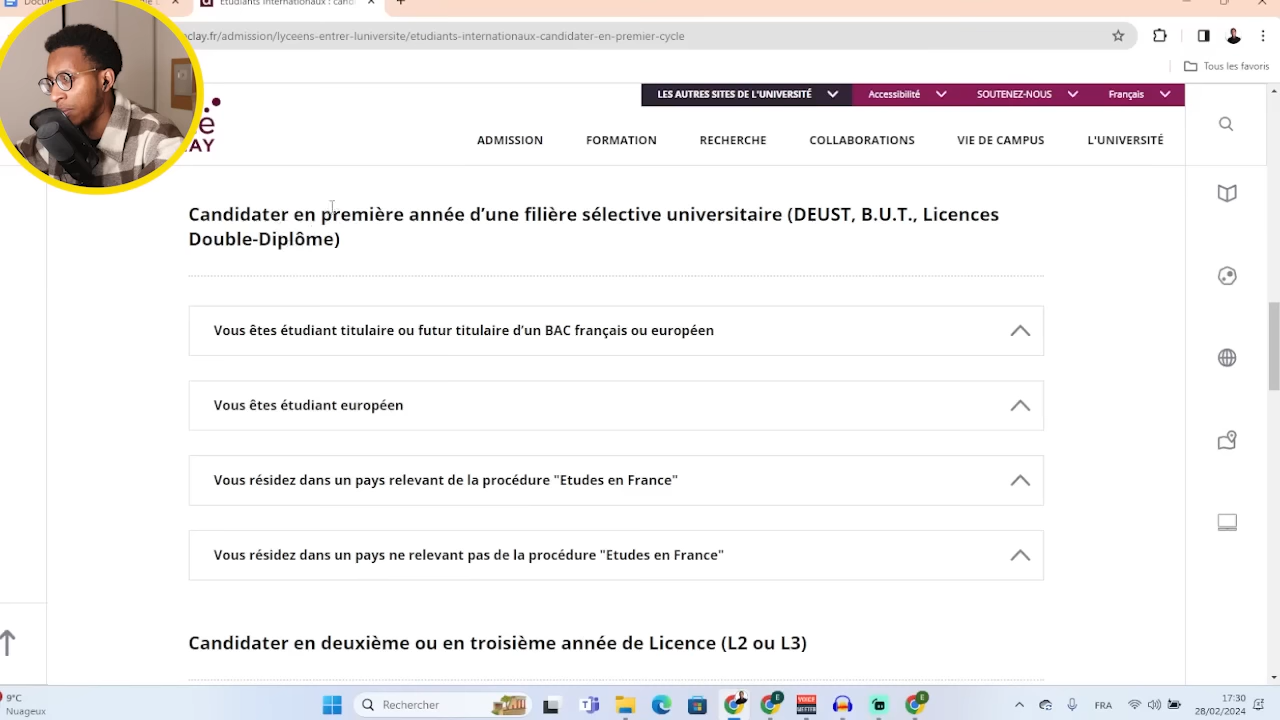 Étudiants internationaux : cand
clay.fr/admission/lyceens-entrer-luniversite/etudiants-internationaux-candidater-en-premier-cycle
Tous les favoris
LES AUTRES SITES DE L'UNIVERSITÉ
Accessibilité
SOUTENEZ-NOUS
Français
ADMISSION
FORMATION
RECHERCHE
COLLABORATIONS
VIE DE CAMPUS
L'UNIVERSITÉ
Candidater en première année d'une filière sélective universitaire (DEUST, B.U.T., Licences
Double-Diplôme)
Vous êtes étudiant titulaire ou futur titulaire d'un BAC français ou européen
Vous êtes étudiant européen
Vous résidez dans un pays relevant de la procédure "Etudes en France"
Vous résidez dans un pays ne relevant pas de la procédure "Etudes en France"
Candidater en deuxième ou en troisième année de Licence (L2 ou L3)
9°C
Nuageux
Rechercher
FRA
17:30
28/02/2024